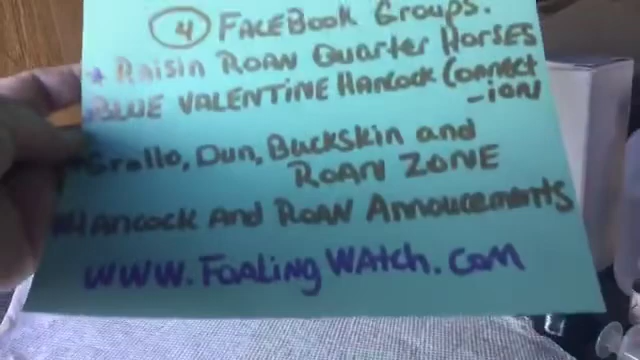 4 FACEBOOK GROUPS.
* Raisin ROAN Quarter HORSES
BLUE VALENTINE HANCOCK CONNECT
-ION
Grollo, Dun, Buckskin and
ROAN ZONE
Hancock AND ROAN Annoucements
WWW.FoalingWatch.com